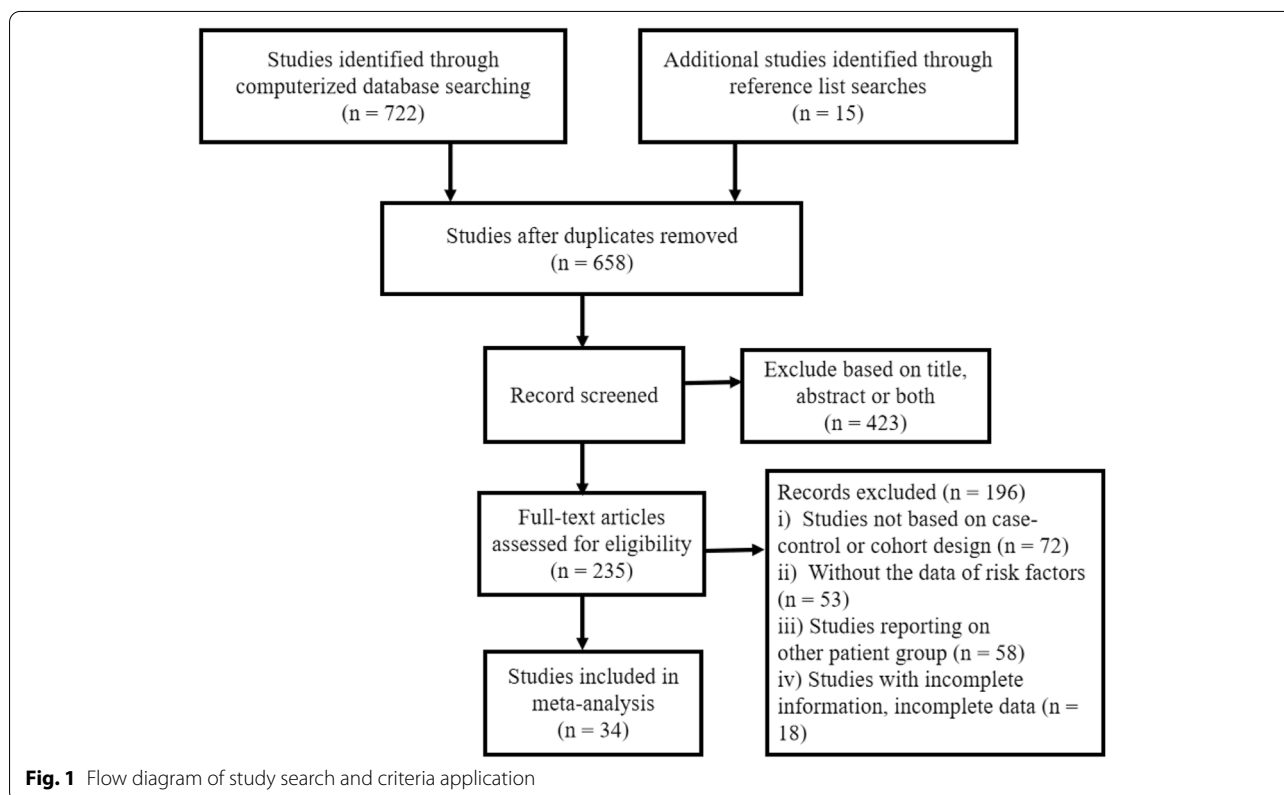 Studies identified through
computerized database searching
(n = 722)
Additional studies identified through
reference list searches
(n = 15)
Studies after duplicates removed
(n = 658)
Record screened
Exclude based on title,
abstract or both
(n = 423)
Full-text articles
assessed for eligibility
(n = 235)
Records excluded (n = 196)
i) Studies not based on case-
control or cohort design (n = 72)
ii) Without the data of risk factors
(n = 53)
iii) Studies reporting on
other patient group (n = 58)
iv) Studies with incomplete
information, incomplete data (n =
18)
Studies included in
meta-analysis
(n = 34)
Fig. 1 Flow diagram of study search and criteria application